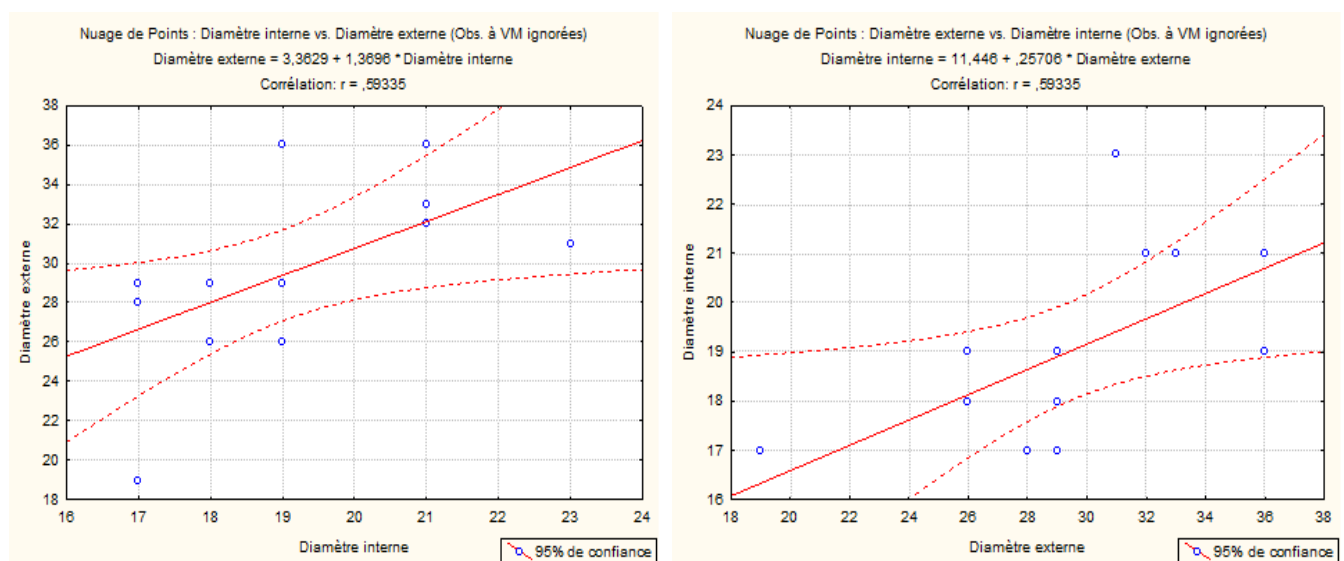 Nuage de Points : Diamètre interne vs. Diamètre externe (Obs. à VM ignorées)
Diamètre externe = 3,3629 + 1,3696 * Diamètre interne
Corrélation: r = ,59335
38
36
34
32
30
28
26
24
22
20
18
Diamètre externe
16 17 18 19 20 21 22 23 24
Diamètre interne
95% de confiance
Nuage de Points : Diamètre externe vs. Diamètre interne (Obs. à VM ignorées)
Diamètre interne = 11,446 + ,25706 * Diamètre externe
Corrélation: r = ,59335
24
23
22
21
20
19
18
17
16
Diamètre interne
18 20 22 24 26 28 30 32 34 36 38
Diamètre externe
95% de confiance